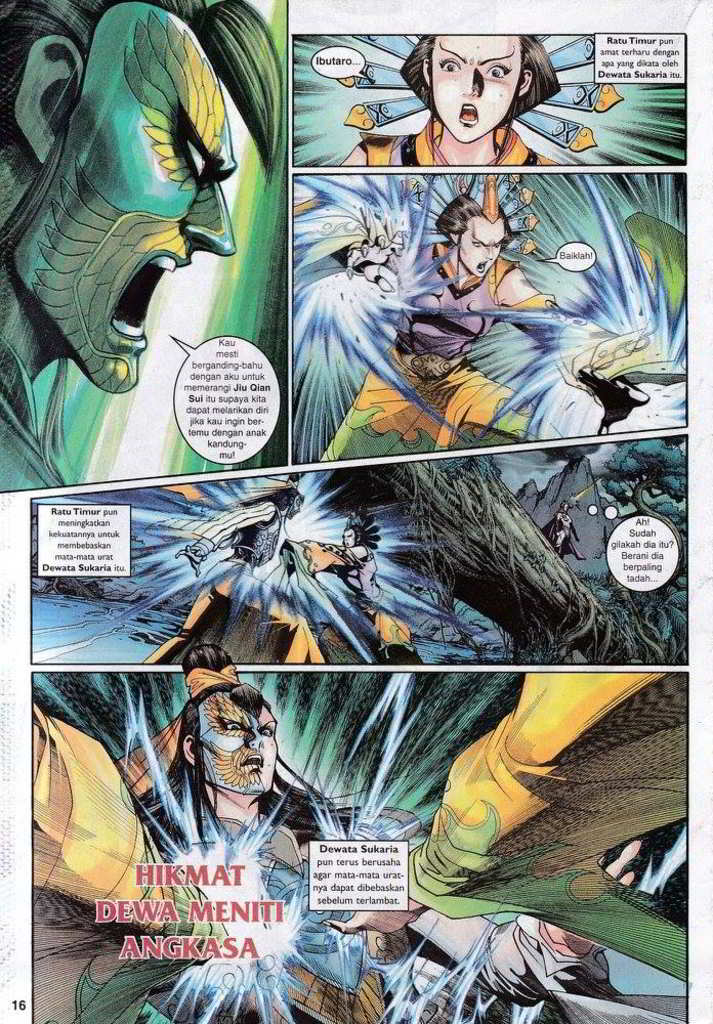 Kau
mesti
berganding-bahu
dengan aku untuk
memerangi Jiu Qian
Sui itu supaya kita
dapat melarikan diri
jika kau ingin ber-
temu dengan anak
kandung-
mu!
Ibutaro...
Ratu Timur pun
amat terharu dengan
apa yang dikata oleh
Dewata Sukaria itu.
Baiklah!
Ratu Timur pun
meningkatkan
kekuatannya untuk
membebaskan
mata-mata urat
Dewata Sukaria itu.
Ah!
Sudah
gilakah dia itu?
Berani dia
berpaling
tadah...
HIKMAT
DEWA MENITI
ANGKASA
Dewata Sukaria
pun terus berusaha
agar mata-mata urat-
nya dapat dibebaskan
sebelum terlambat.
16